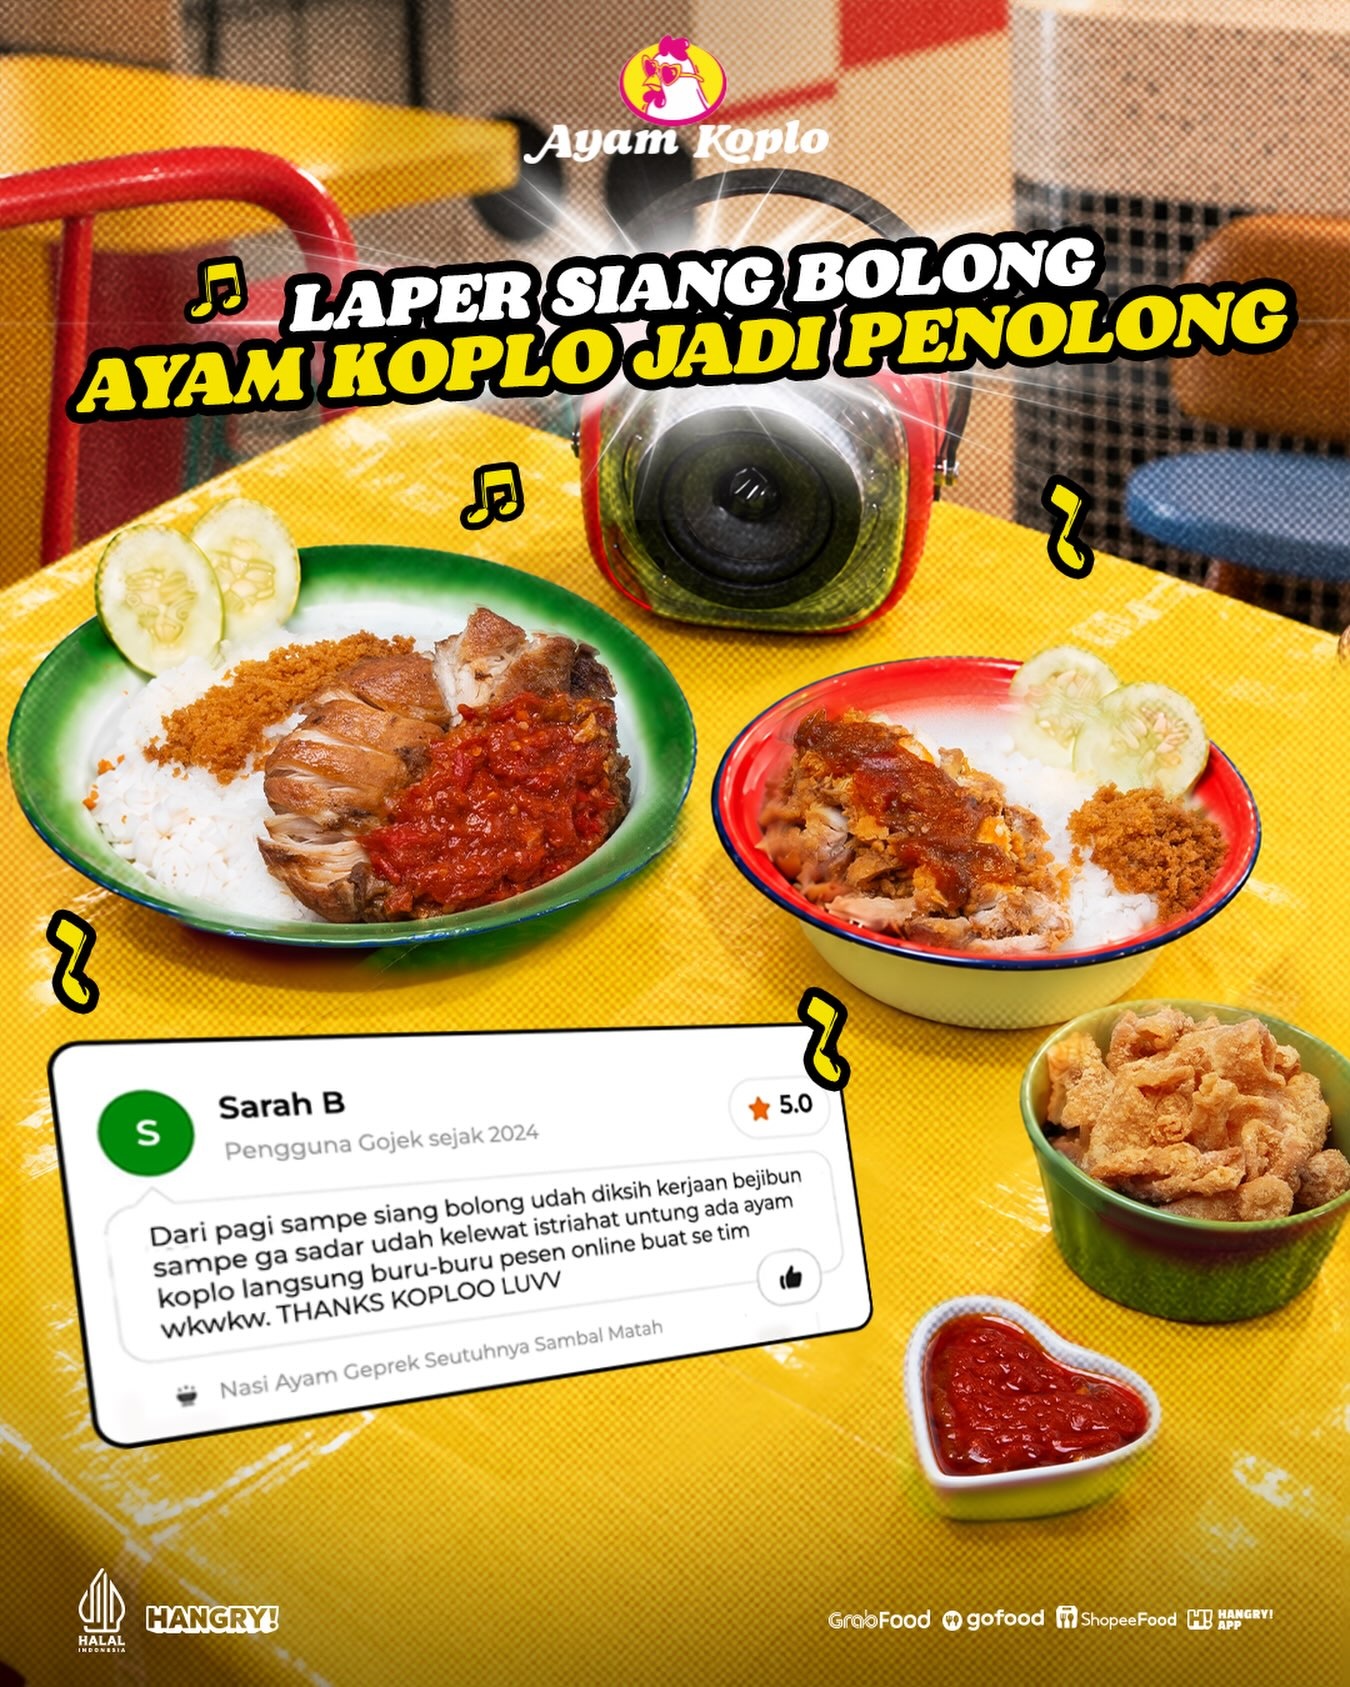 Ayam Koplo
LAPER SIANG BOLONG
AYAM KOPLO JADI PENOLONG
S
Sarah B
Pengguna Gojek sejak 2024
5.0
Dari pagi sampe siang bolong udah diksih kerjaan bejibun
sampe ga sadar udah kelewat istriahat untung ada ayam
koplo langsung buru-buru pesen online buat se tim
wkwkw. THANKS KOPLOO LUVV
Nasi Ayam Geprek Seutuhnya Sambal Matah
HALAL
INDONESIA
HANGRY!
GrabFood gofood ShopeeFood H! HANGRY!
APP